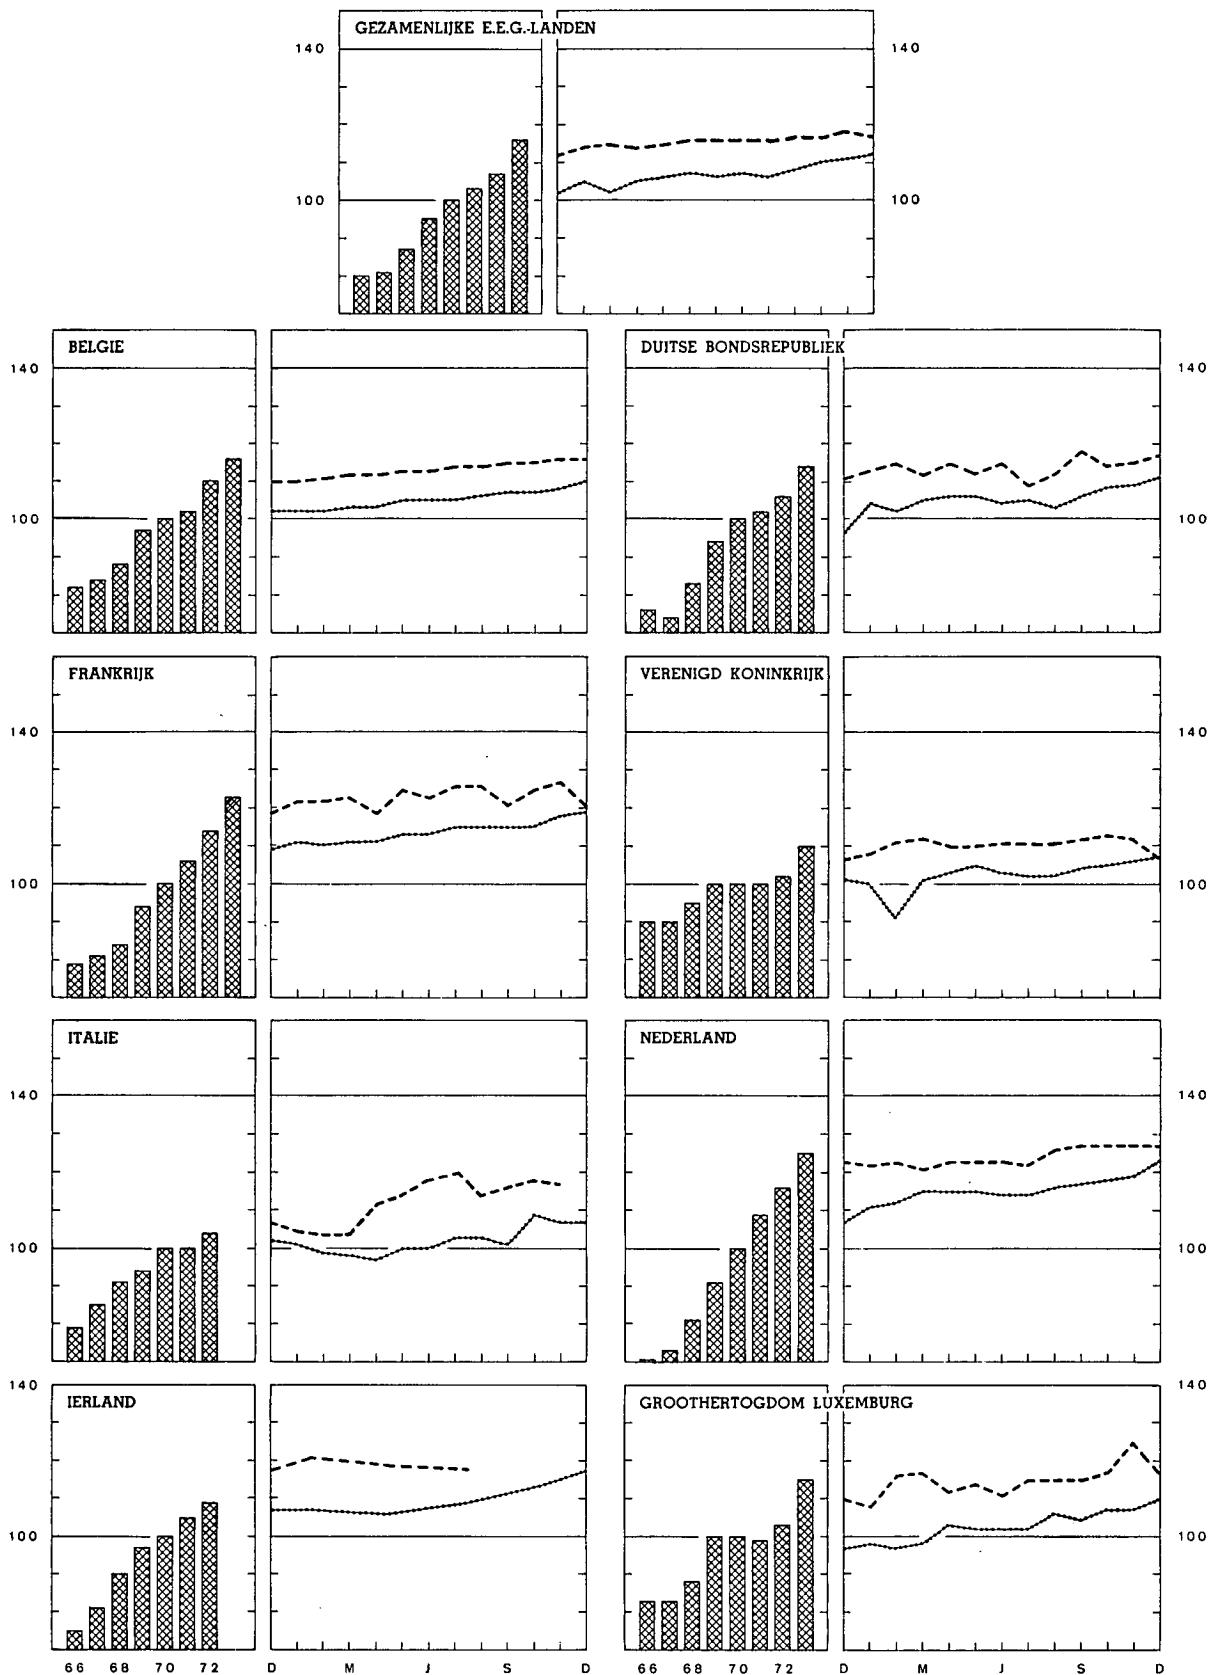 GEZAMENLIJKE E.E.G.-LANDEN
140 140
100 100
BELGIE DUITSE BONDSREPUBLIEK
140 140
100 100
FRANKRIJK VERENIGD KONINKRIJK
140 140
100 100
ITALIE NEDERLAND
140 140
100 100
IERLAND GROOTHERTOGDOM LUXEMBURG
140 140
100 100
66 68 70 72 D M J S D 66 68 70 72 D M J S D